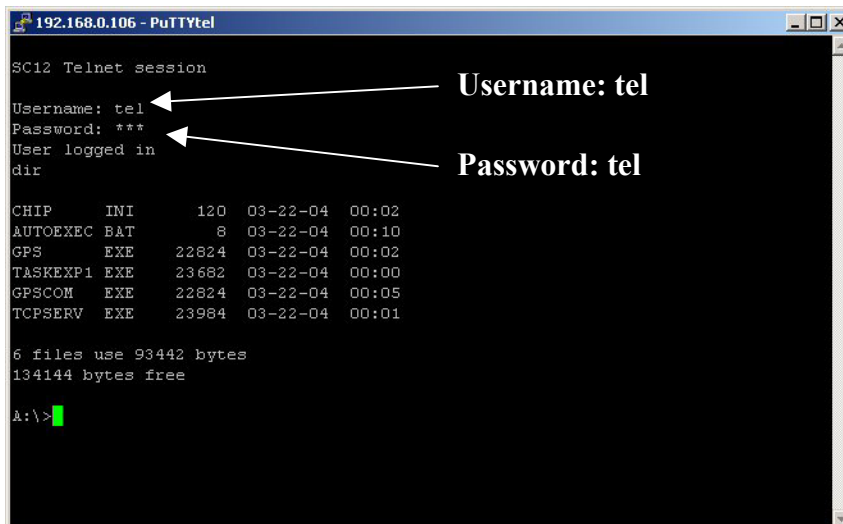 192.168.0.106 - PuTTYtel
SC12 Telnet session
Username: tel
Password: ***
User logged in
dir
CHIP INI 120 03-22-04 00:02
AUTOEXEC BAT 8 03-22-04 00:10
GPS EXE 22824 03-22-04 00:02
TASKEXP1 EXE 23682 03-22-04 00:00
GPSCOM EXE 22824 03-22-04 00:05
TCPSERV EXE 23984 03-22-04 00:01
6 files use 93442 bytes
134144 bytes free
A:\>
Username: tel
Password: tel